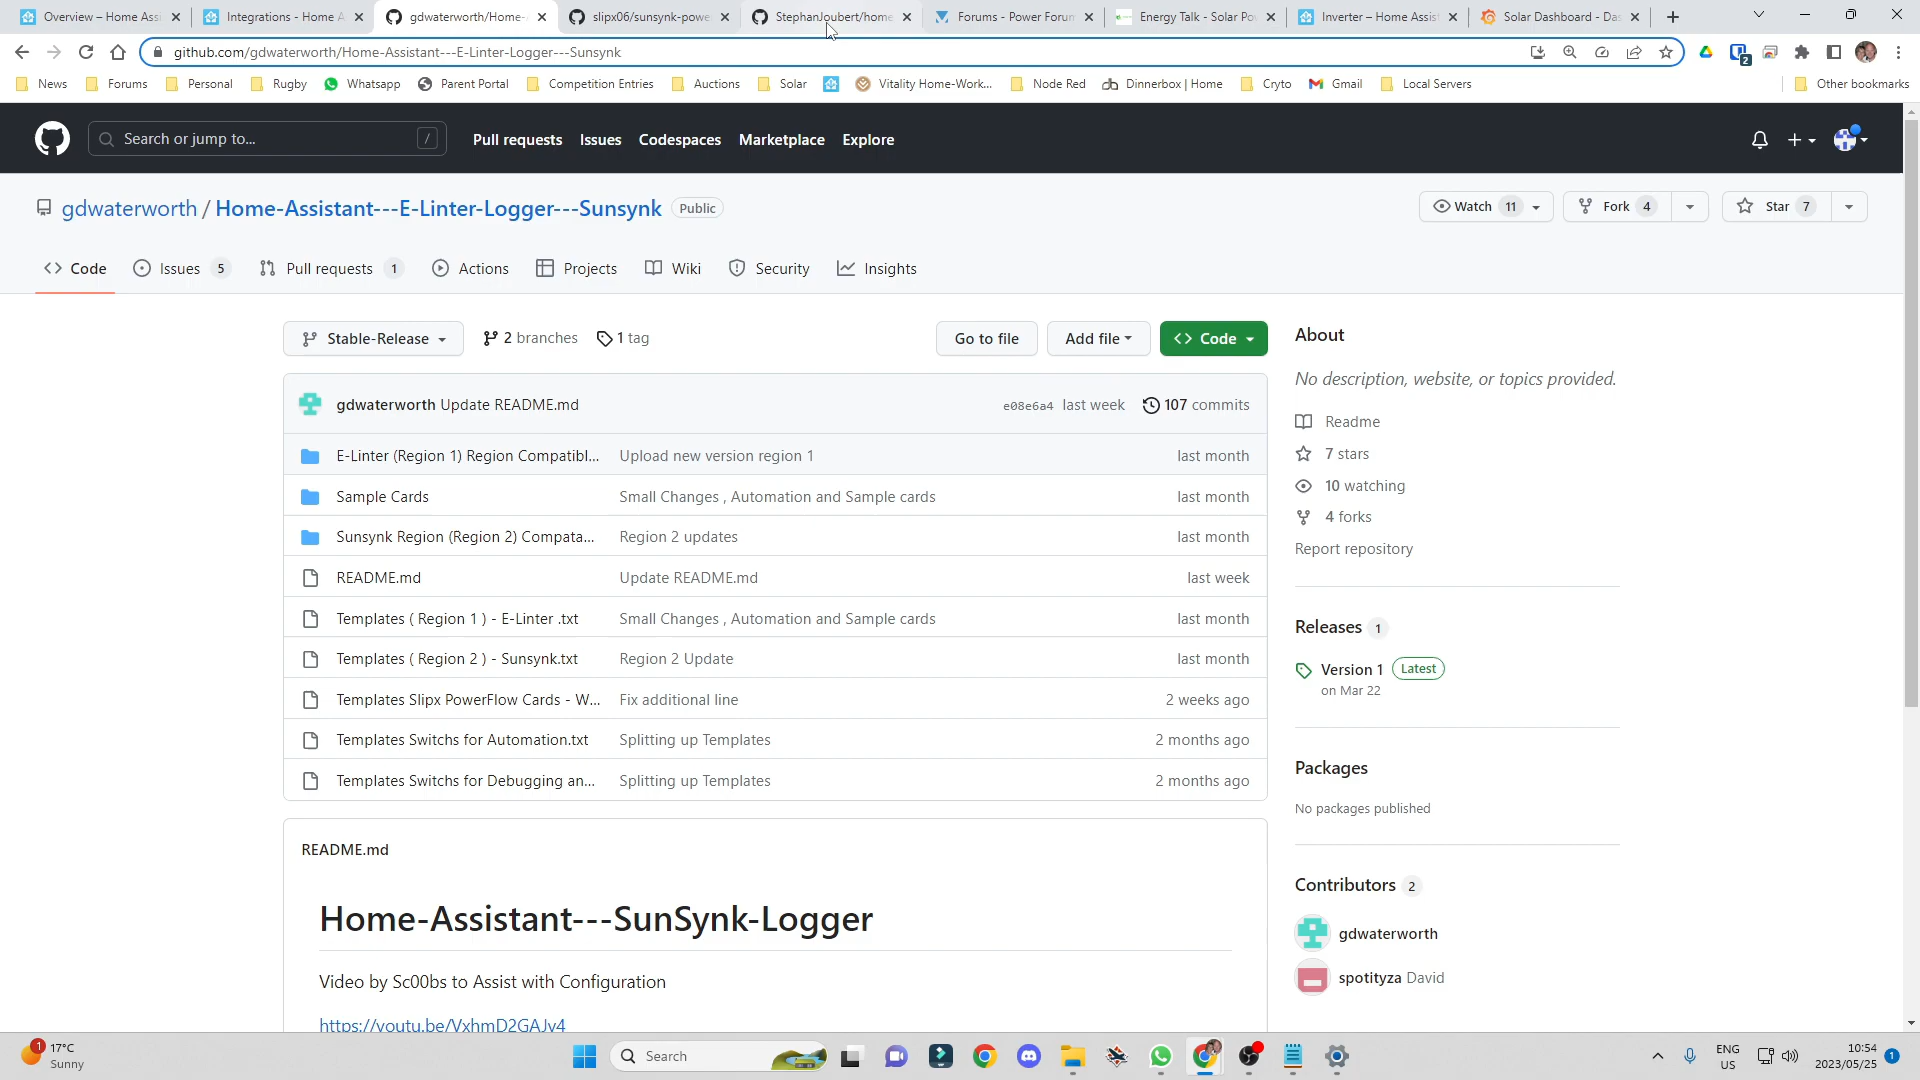 Overview – Home Assi
Integrations - Home A
gdwaterworth/Home-
slipx06/sunsynk-powe
StephanJoubert/home
Forums - Power Forum
Energy Talk - Solar Po
Inverter – Home Assis
Solar Dashboard - Das
github.com/gdwaterworth/Home-Assistant---E-Linter-Logger---Sunsynk
2
News
Forums
Personal
Rugby
Whatsapp
Parent Portal
Competition Entries
Auctions
Solar
Vitality Home-Work...
Node Red
Dinnerbox | Home
Cryto
Gmail
Local Servers
Other bookmarks
Search or jump to...
/
Pull requests
Issues
Codespaces
Marketplace
Explore
gdwaterworth / Home-Assistant---E-Linter-Logger---Sunsynk
Public
Watch 11
Fork 4
Star 7
Code
Issues 5
Pull requests 1
Actions
Projects
Wiki
Security
Insights
Stable-Release
2 branches
1 tag
Go to file
Add file
Code
gdwaterworth Update README.md
e08e6a4 last week
107 commits
E-Linter (Region 1) Region Compatibl... Upload new version region 1 last month
Sample Cards Small Changes , Automation and Sample cards last month
Sunsynk Region (Region 2) Compata... Region 2 updates last month
README.md Update README.md last week
Templates ( Region 1 ) - E-Linter .txt Small Changes , Automation and Sample cards last month
Templates ( Region 2 ) - Sunsynk.txt Region 2 Update last month
Templates Slipx PowerFlow Cards - W... Fix additional line 2 weeks ago
Templates Switchs for Automation.txt Splitting up Templates 2 months ago
Templates Switchs for Debugging an... Splitting up Templates 2 months ago
README.md
Home-Assistant---SunSynk-Logger
Video by Sc00bs to Assist with Configuration
https://youtu.be/VxhmD2GAJv4
About
No description, website, or topics provided.
Readme
7 stars
10 watching
4 forks
Report repository
Releases 1
Version 1 Latest
on Mar 22
Packages
No packages published
Contributors 2
gdwaterworth
spotityza David
1
17°C
Sunny
Search
ENG
US
10:54
2023/05/25
1